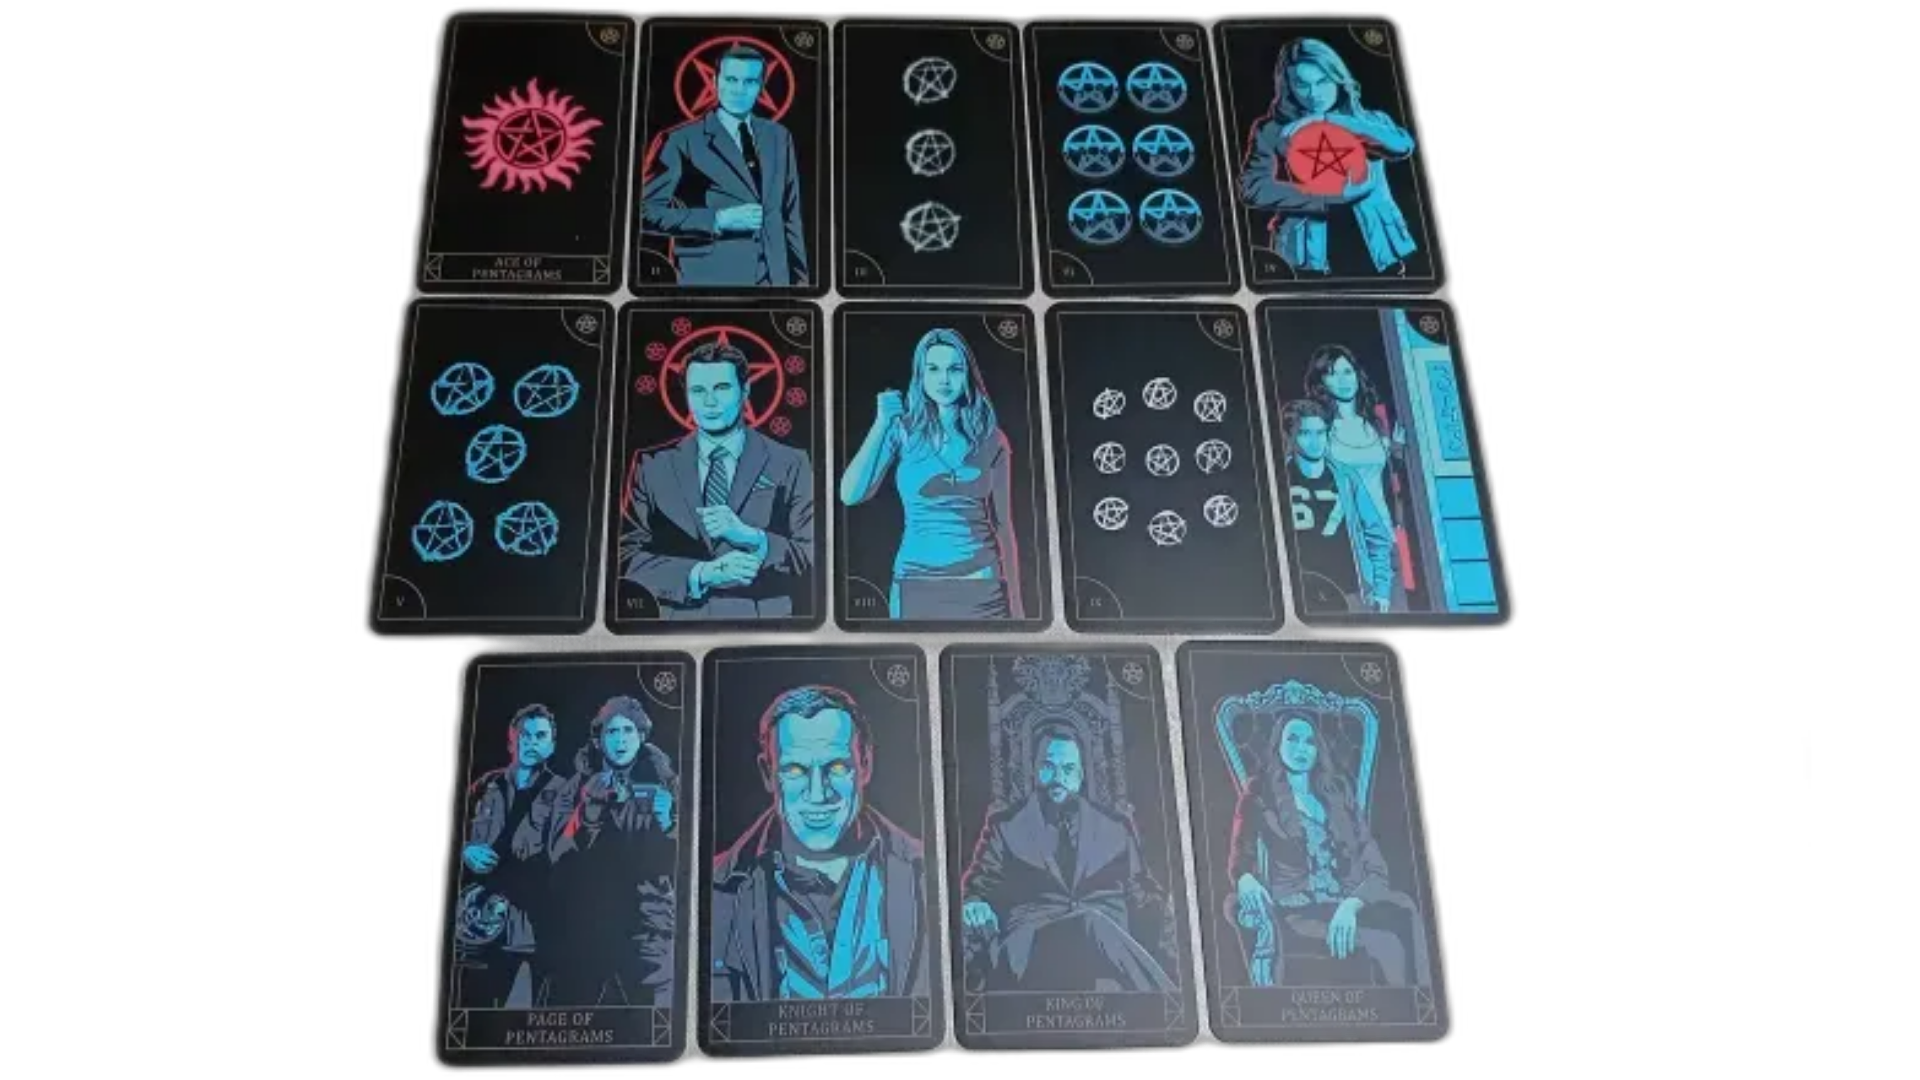 ACE OF
PENTAGRAMS
II
III
VI
IV
V
VII
VIII
IX
67
X
PAGE OF
PENTAGRAMS
KNIGHT OF
PENTAGRAMS
KING OF
PENTAGRAMS
QUEEN OF
PENTAGRAMS